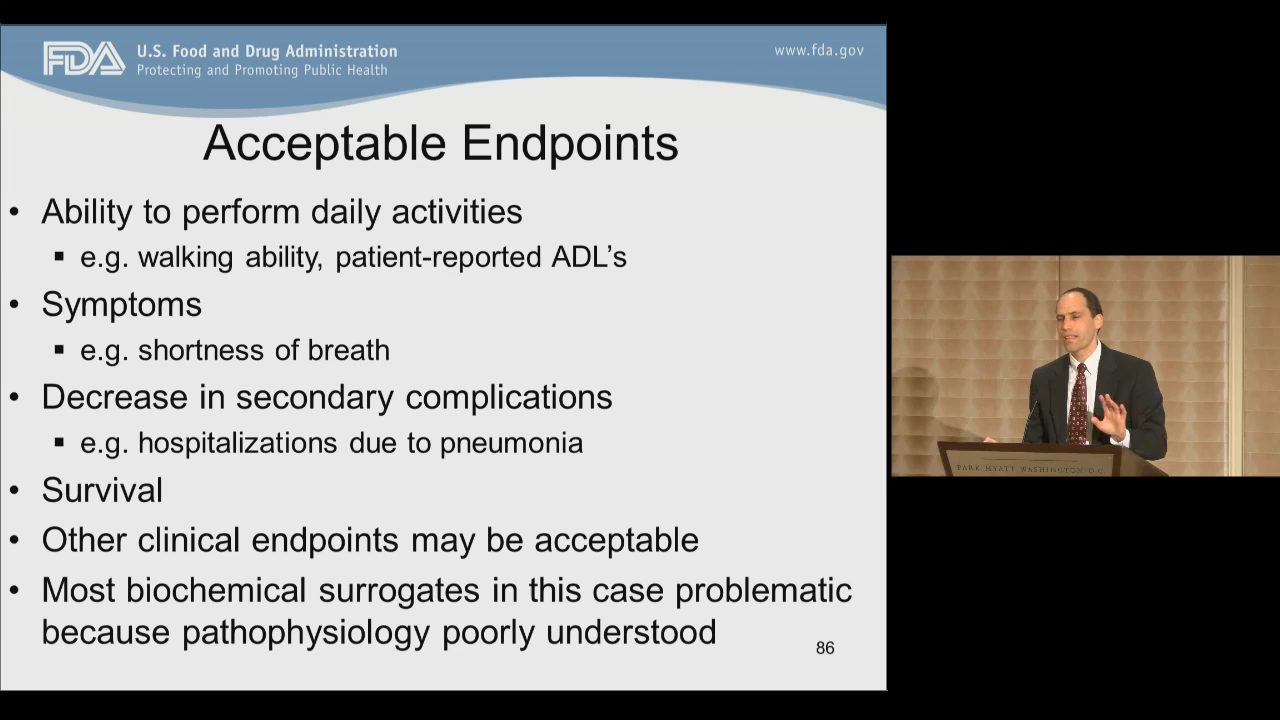 FDA U.S. Food and Drug Administration
Protecting and Promoting Public Health
www.fda.gov
Acceptable Endpoints
• Ability to perform daily activities
▪ e.g. walking ability, patient-reported ADL’s
• Symptoms
▪ e.g. shortness of breath
• Decrease in secondary complications
▪ e.g. hospitalizations due to pneumonia
• Survival
• Other clinical endpoints may be acceptable
• Most biochemical surrogates in this case problematic
because pathophysiology poorly understood
86
PARK HYATT WASHINGTON D.C.